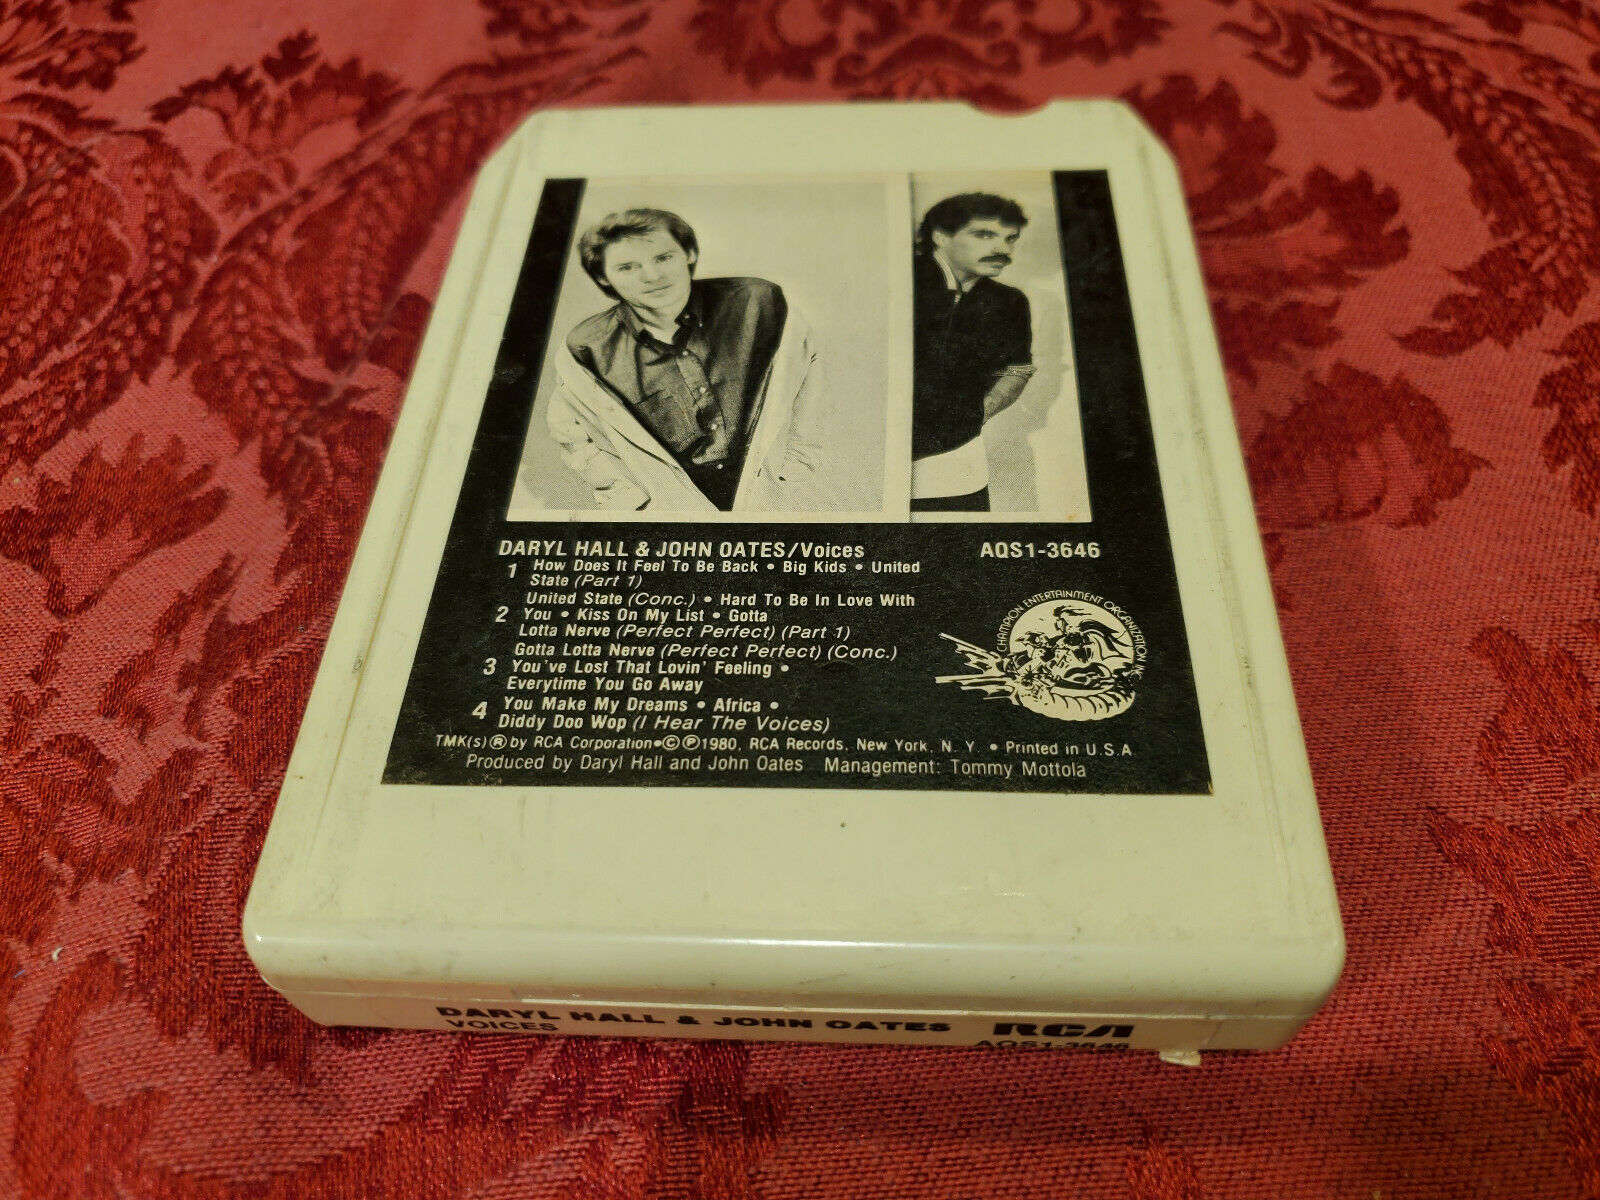 DARYL HALL & JOHN OATES/Voices AQS1-3646
1 How Does It Feel To Be Back • Big Kids • United
State (Part 1)
United State (Conc.) • Hard To Be In Love With
2 You • Kiss On My List • Gotta
Lotta Nerve (Perfect Perfect) (Part 1)
Gotta Lotta Nerve (Perfect Perfect) (Conc.)
3 You've Lost That Lovin' Feeling •
Everytime You Go Away
4 You Make My Dreams • Africa •
Diddy Doo Wop (I Hear The Voices)
CHAMPION ENTERTAINMENT ORGANIZATION INC.
TMK(s) ® by RCA Corporation • © ℗ 1980, RCA Records, New York, N. Y. • Printed in U.S.A.
Produced by Daryl Hall and John Oates Management: Tommy Mottola
DARYL HALL & JOHN OATES RCA
VOICES AQS1-3646